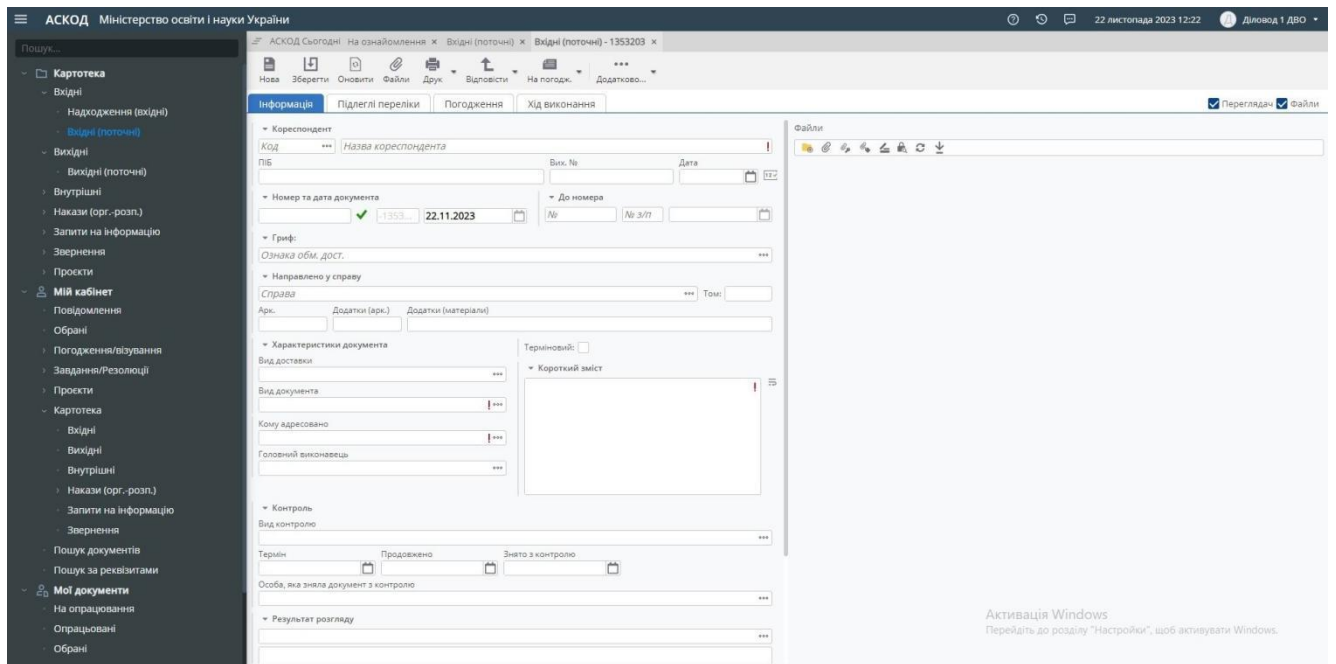 АСКОД Міністерство освіти і науки України
22 листопада 2023 12:22
Діловод 1 ДВО
Пошук...
Картотека
Вхідні
Надходження (вхідні)
Вхідні (поточні)
Вихідні
Вихідні (поточні)
Внутрішні
Накази (орг.-розп.)
Запити на інформацію
Звернення
Проєкти
Мій кабінет
Повідомлення
Обрані
Погодження/візування
Завдання/Резолюції
Проєкти
Картотека
Вхідні
Вихідні
Внутрішні
Накази (орг.-розп.)
Запити на інформацію
Звернення
Пошук документів
Пошук за реквізитами
Мої документи
На опрацювання
Опрацьовані
Обрані
АСКОД Сьогодні На ознайомлення × Вхідні (поточні) × Вхідні (поточні) - 1353203 ×
Нова Зберегти Оновити Файли Друк Відповісти На погодж. Додатково...
Інформація Підлеглі переліки Погодження Хід виконання
Переглядач Файли
Кореспондент
Код ••• Назва кореспондента !
ПІБ Вих. № Дата
Номер та дата документа До номера
-1353... 22.11.2023 № № З/П
Гриф:
Ознака обм. дост. •••
Направлено у справу
Справа ••• Том:
Арк. Додатки (арк.) Додатки (матеріали)
Характеристики документа Терміновий:
Вид доставки
Короткий зміст
Вид документа
Кому адресовано
Головний виконавець
Контроль
Вид контролю
Термін Продовжено Знято з контролю
Особа, яка зняла документ з контролю
Результат розгляду
Файли
Активація Windows
Перейдіть до розділу "Настройки", щоб активувати Windows.